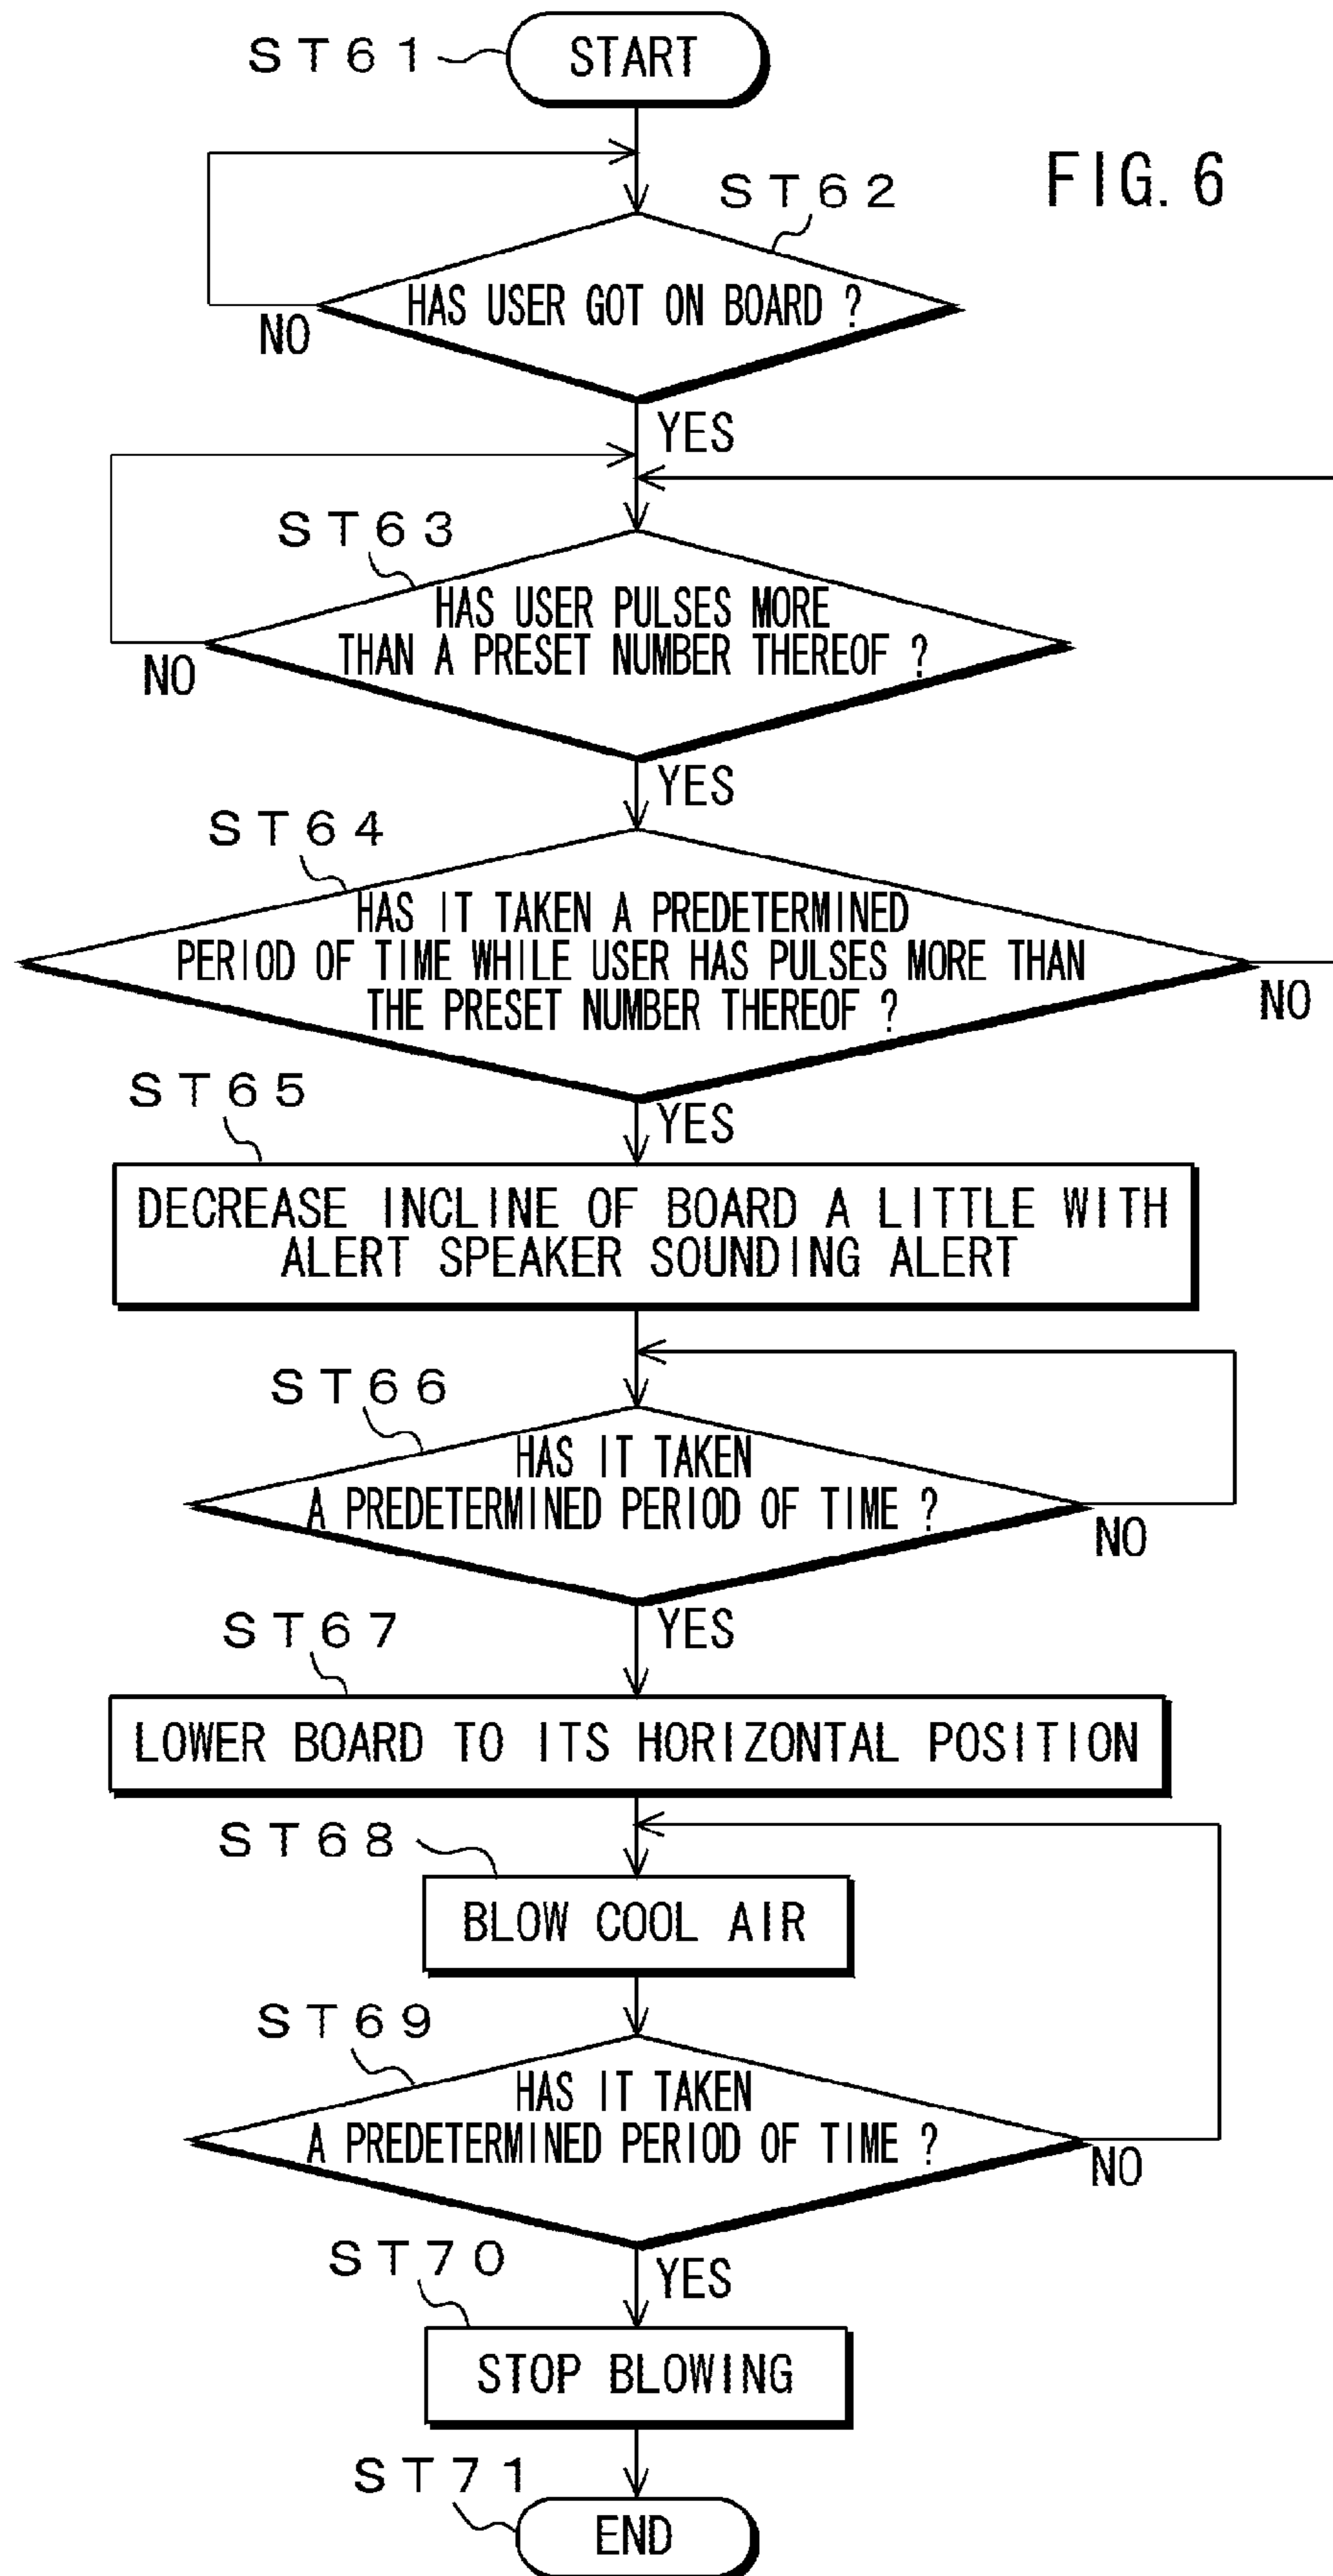 ST61
START
FIG. 6
ST62
HAS USER GOT ON BOARD ?
NO
YES
ST63
HAS USER PULSES MORE
THAN A PRESET NUMBER THEREOF ?
NO
YES
ST64
HAS IT TAKEN A PREDETERMINED
PERIOD OF TIME WHILE USER HAS PULSES MORE THAN
THE PRESET NUMBER THEREOF ?
NO
YES
ST65
DECREASE INCLINE OF BOARD A LITTLE WITH
ALERT SPEAKER SOUNDING ALERT
ST66
HAS IT TAKEN
A PREDETERMINED PERIOD OF TIME ?
NO
YES
ST67
LOWER BOARD TO ITS HORIZONTAL POSITION
ST68
BLOW COOL AIR
ST69
HAS IT TAKEN
A PREDETERMINED PERIOD OF TIME ?
NO
YES
ST70
STOP BLOWING
ST71
END